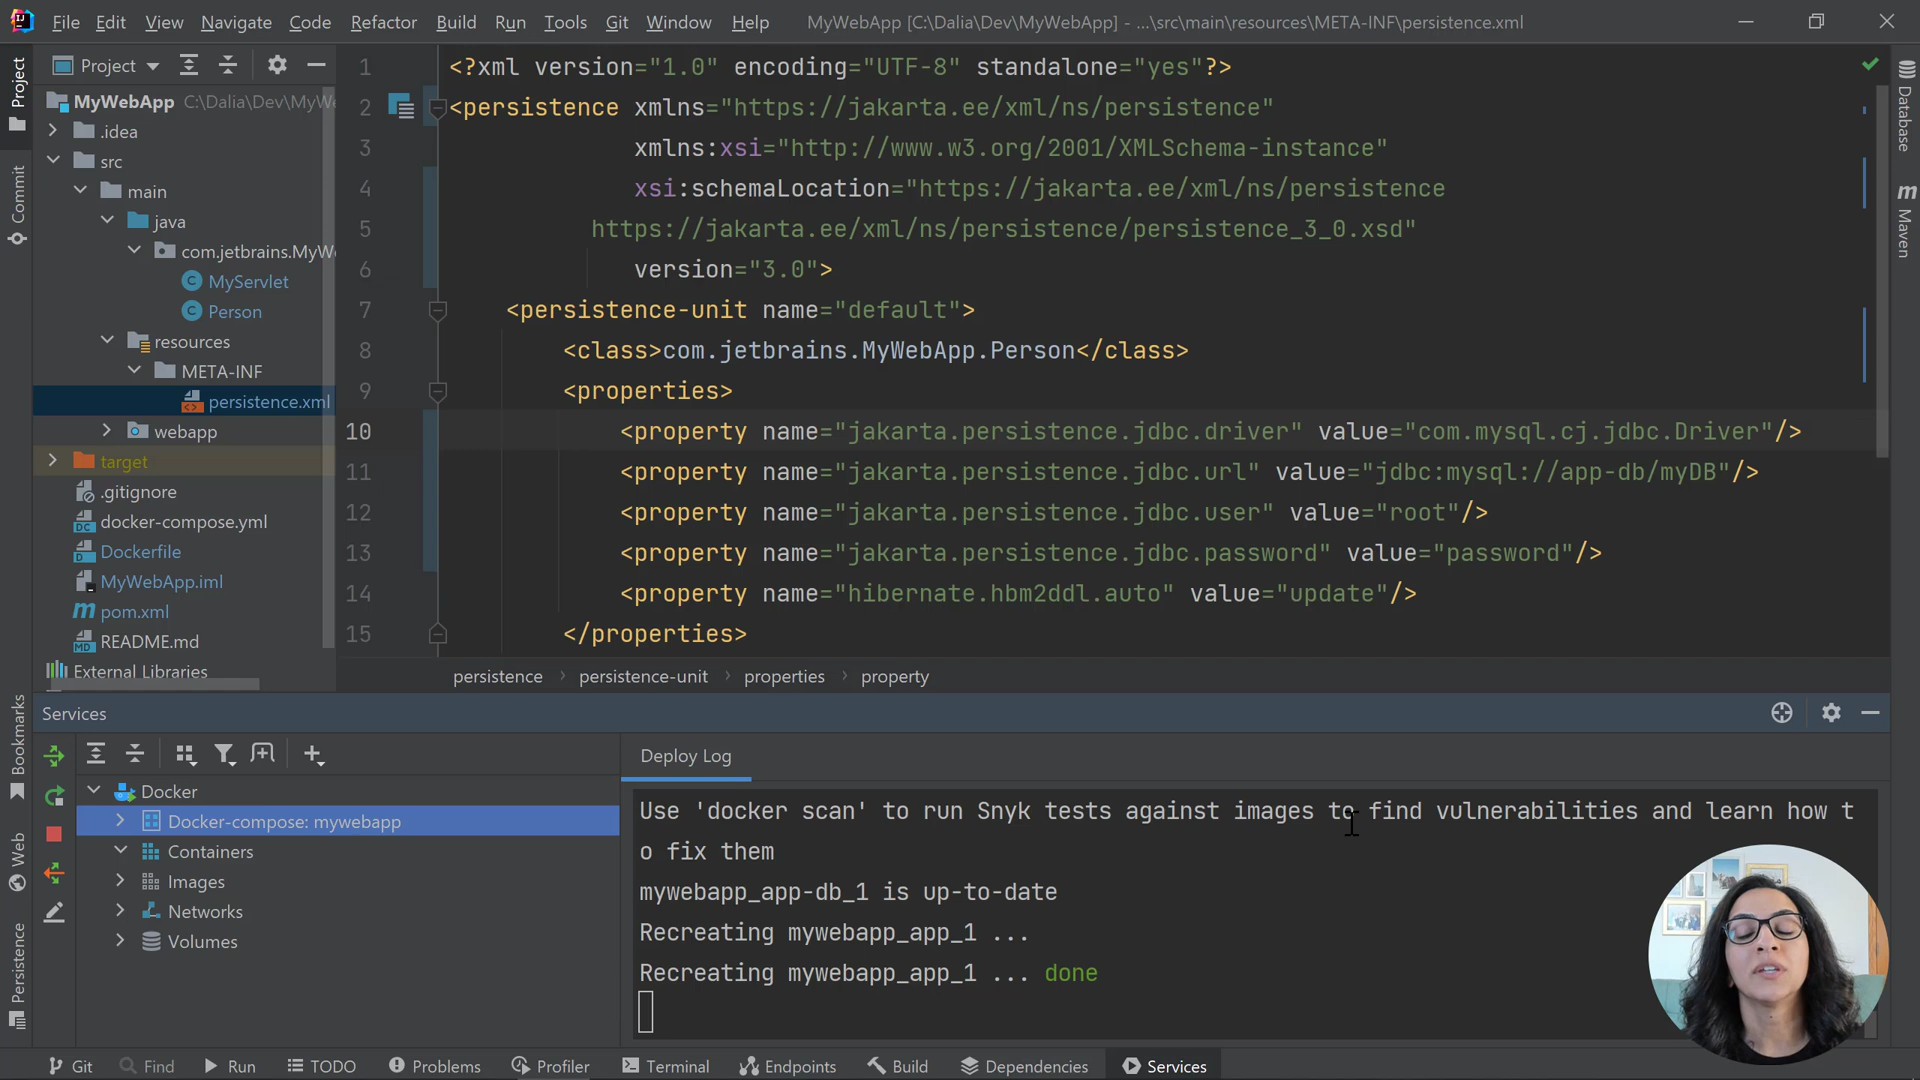 File Edit View Navigate Code Refactor Build Run Tools Git Window Help MyWebApp [C:\Dalia\Dev\MyWebApp] - ...\src\main\resources\META-INF\persistence.xml
Project
Commit
Bookmarks
Web
Persistence
Project
MyWebApp C:\Dalia\Dev\MyWe
.idea
src
main
java
com.jetbrains.MyWe
MyServlet
Person
resources
META-INF
persistence.xml
webapp
target
.gitignore
docker-compose.yml
Dockerfile
MyWebApp.iml
pom.xml
README.md
External Libraries
1 <?xml version="1.0" encoding="UTF-8" standalone="yes"?>
2 <persistence xmlns="https://jakarta.ee/xml/ns/persistence"
3 xmlns:xsi="http://www.w3.org/2001/XMLSchema-instance"
4 xsi:schemaLocation="https://jakarta.ee/xml/ns/persistence
5 https://jakarta.ee/xml/ns/persistence/persistence_3_0.xsd"
6 version="3.0">
7 <persistence-unit name="default">
8 <class>com.jetbrains.MyWebApp.Person</class>
9 <properties>
10 <property name="jakarta.persistence.jdbc.driver" value="com.mysql.cj.jdbc.Driver"/>
11 <property name="jakarta.persistence.jdbc.url" value="jdbc:mysql://app-db/myDB"/>
12 <property name="jakarta.persistence.jdbc.user" value="root"/>
13 <property name="jakarta.persistence.jdbc.password" value="password"/>
14 <property name="hibernate.hbm2ddl.auto" value="update"/>
15 </properties>
persistence › persistence-unit › properties › property
Database
Maven
Services
Docker
Docker-compose: mywebapp
Containers
Images
Networks
Volumes
Deploy Log
Use 'docker scan' to run Snyk tests against images to find vulnerabilities and learn how t
o fix them
mywebapp_app-db_1 is up-to-date
Recreating mywebapp_app_1 ...
Recreating mywebapp_app_1 ... done
Git Find Run TODO Problems Profiler Terminal Endpoints Build Dependencies Services